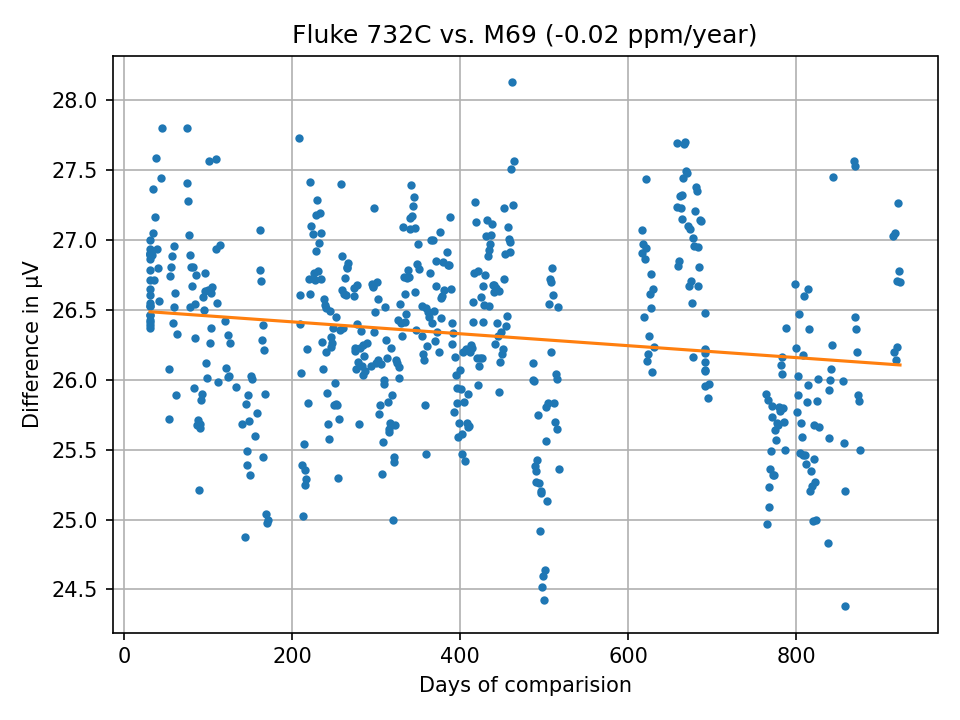 Fluke 732C vs. M69 (-0.02 ppm/year)
Difference in µV
28.0
27.5
27.0
26.5
26.0
25.5
25.0
24.5
0 200 400 600 800
Days of comparision